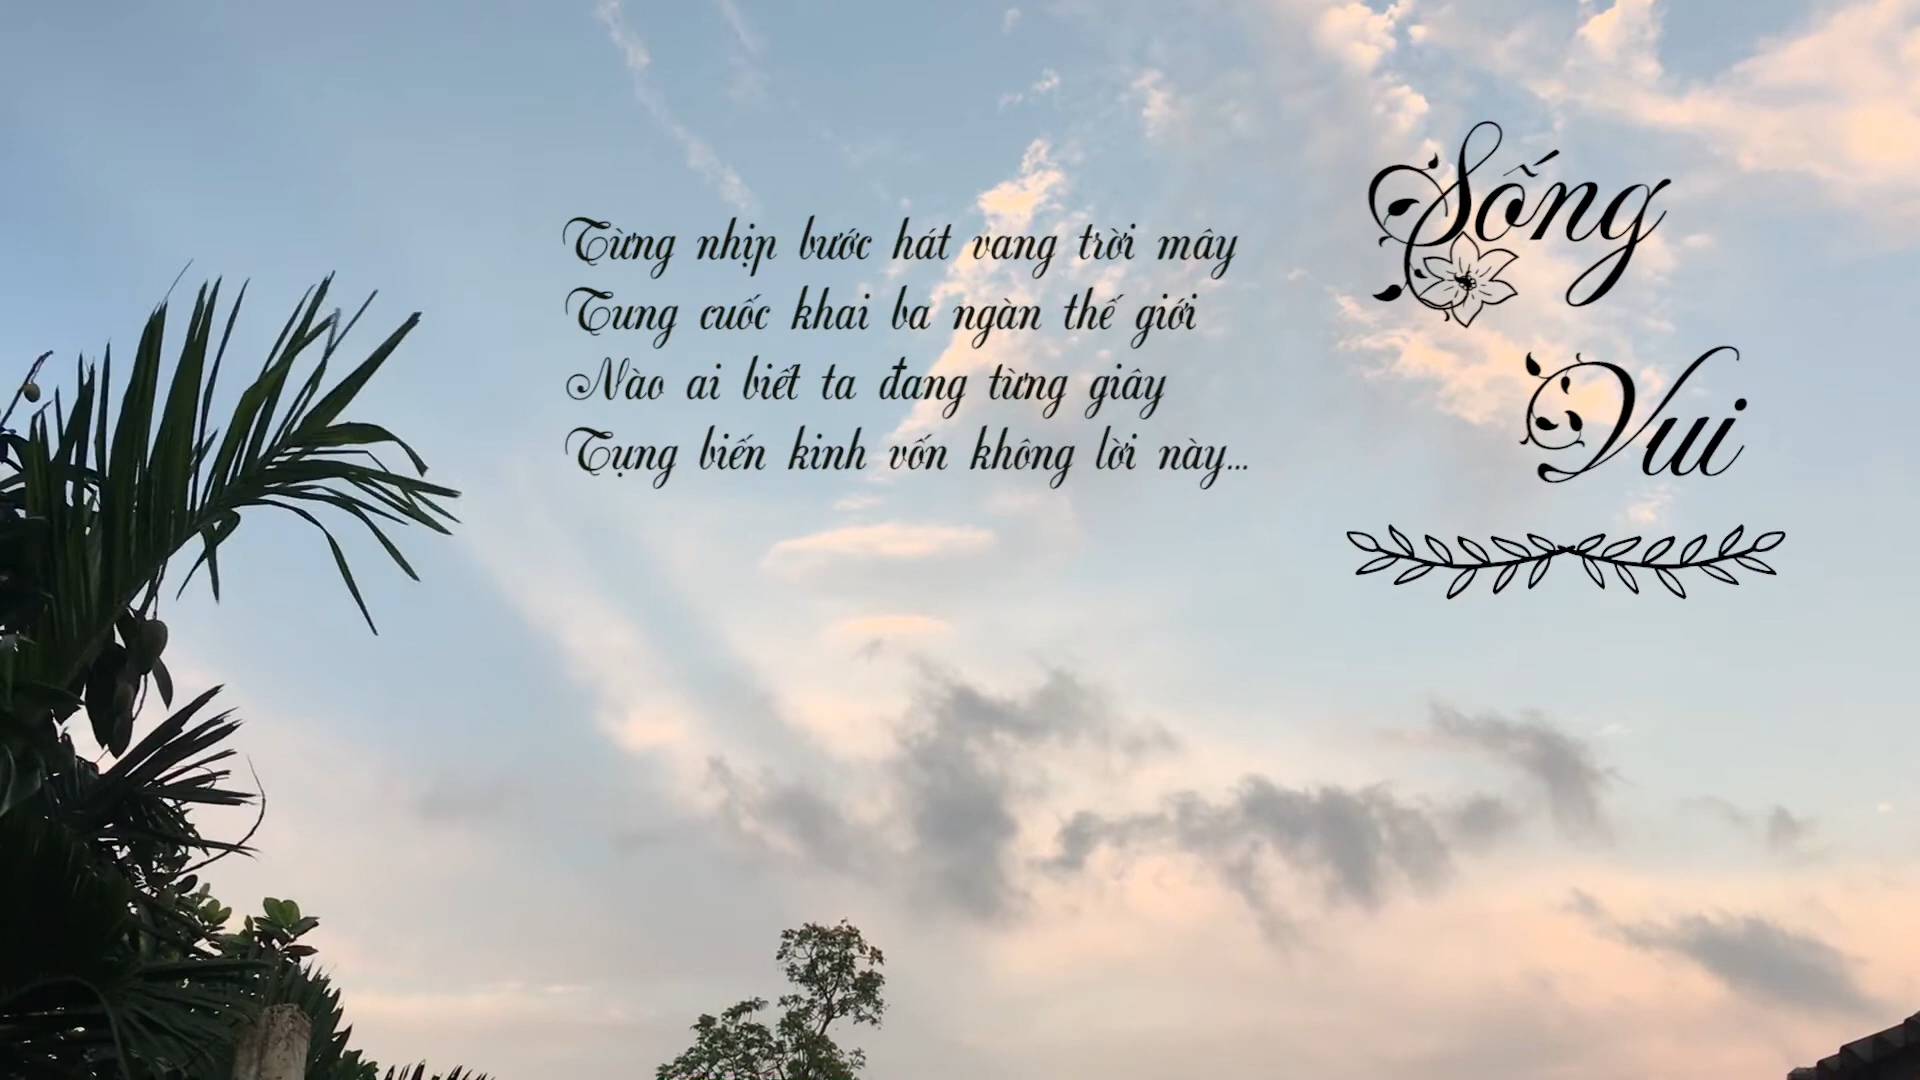 Từng nhịp bước hát vang trời mây
Tung cuốc khai ba ngàn thế giới
Nào ai biết ta đang từng giây
Tụng biến kinh vốn không lời này...
Sống
Vui